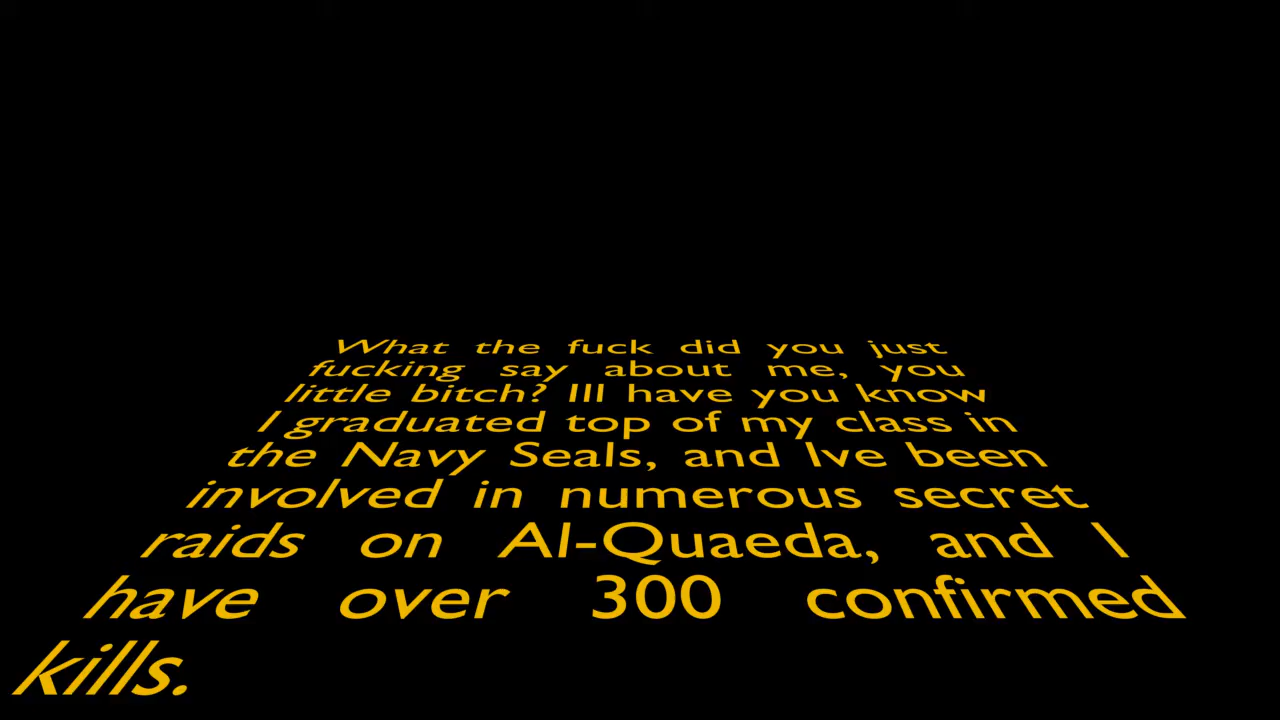 What the fuck did you just
fucking say about me, you
little bitch? Ill have you know
I graduated top of my class in
the Navy Seals, and Ive been
involved in numerous secret
raids on Al-Quaeda, and I
have over 300 confirmed
kills.